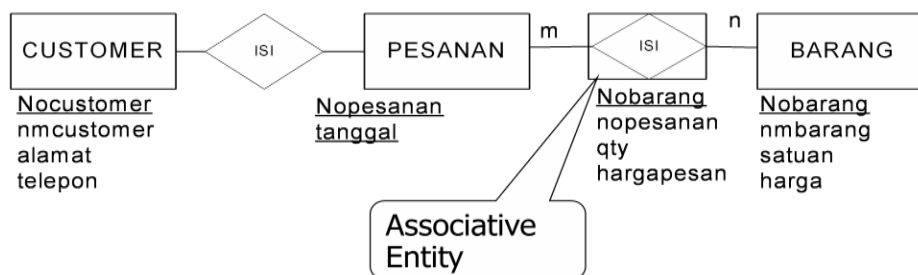 CUSTOMER
ISI
PESANAN
m
ISI
n
BARANG
Nocustomer
nmcustomer
alamat
telepon
Nopesanan
tanggal
Nobarang
nopesanan
qty
hargapesan
Nobarang
nmbarang
satuan
harga
Associative
Entity